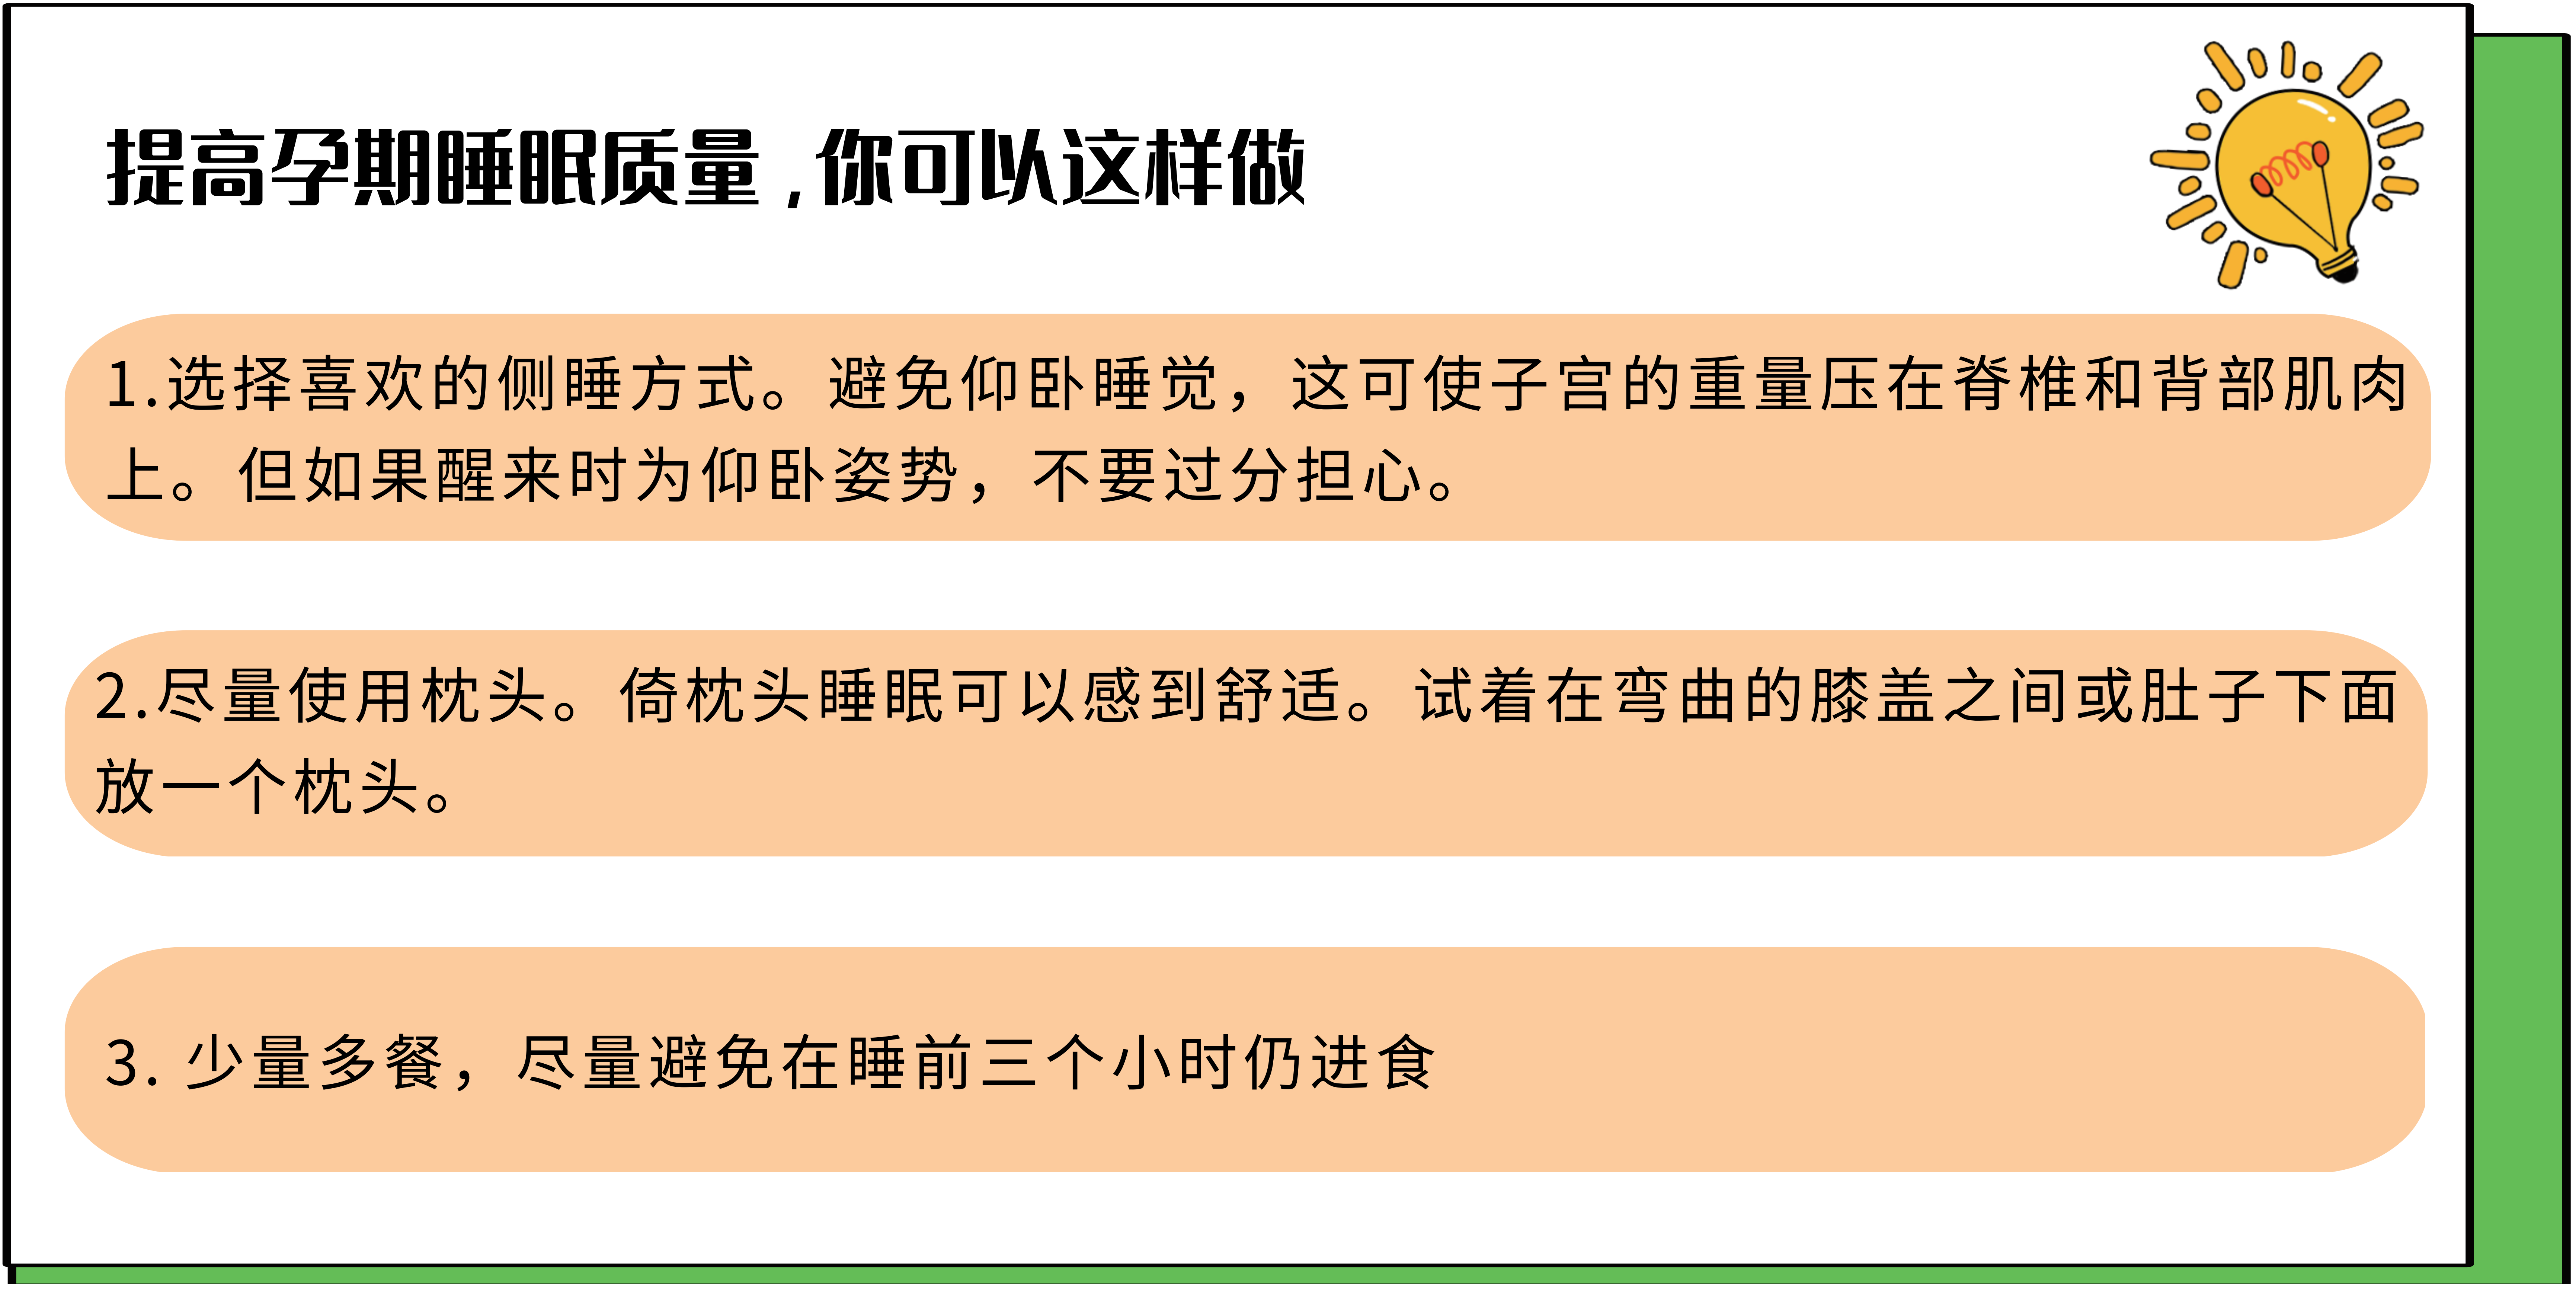 提高孕期睡眠质量,你可以这样做
1.选择喜欢的侧睡方式。避免仰卧睡觉，这可使子宫的重量压在脊椎和背部肌肉
上。但如果醒来时为仰卧姿势，不要过分担心。
2.尽量使用枕头。倚枕头睡眠可以感到舒适。试着在弯曲的膝盖之间或肚子下面
放一个枕头。
3. 少量多餐，尽量避免在睡前三个小时仍进食